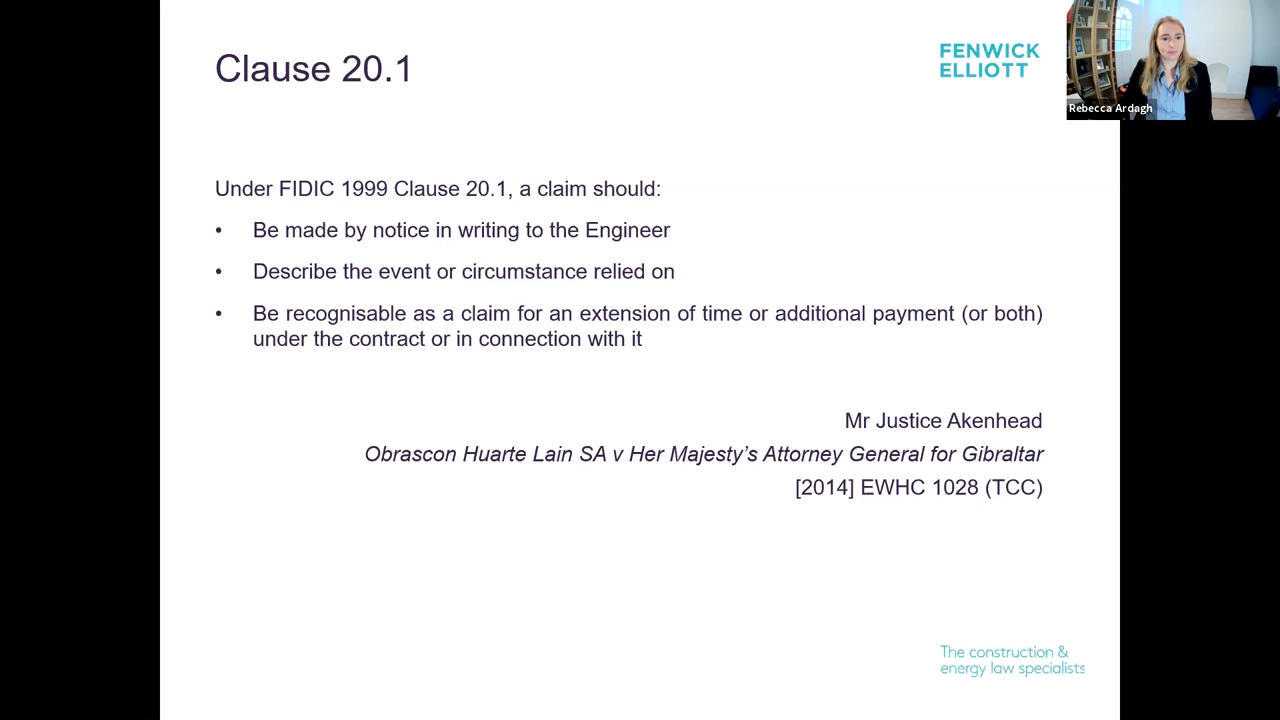 Clause 20.1
FENWICK
ELLIOTT
Rebecca Ardagh
Under FIDIC 1999 Clause 20.1, a claim should:
• Be made by notice in writing to the Engineer
• Describe the event or circumstance relied on
• Be recognisable as a claim for an extension of time or additional payment (or both)
under the contract or in connection with it
Mr Justice Akenhead
Obrascon Huarte Lain SA v Her Majesty's Attorney General for Gibraltar
[2014] EWHC 1028 (TCC)
The construction &
energy law specialists